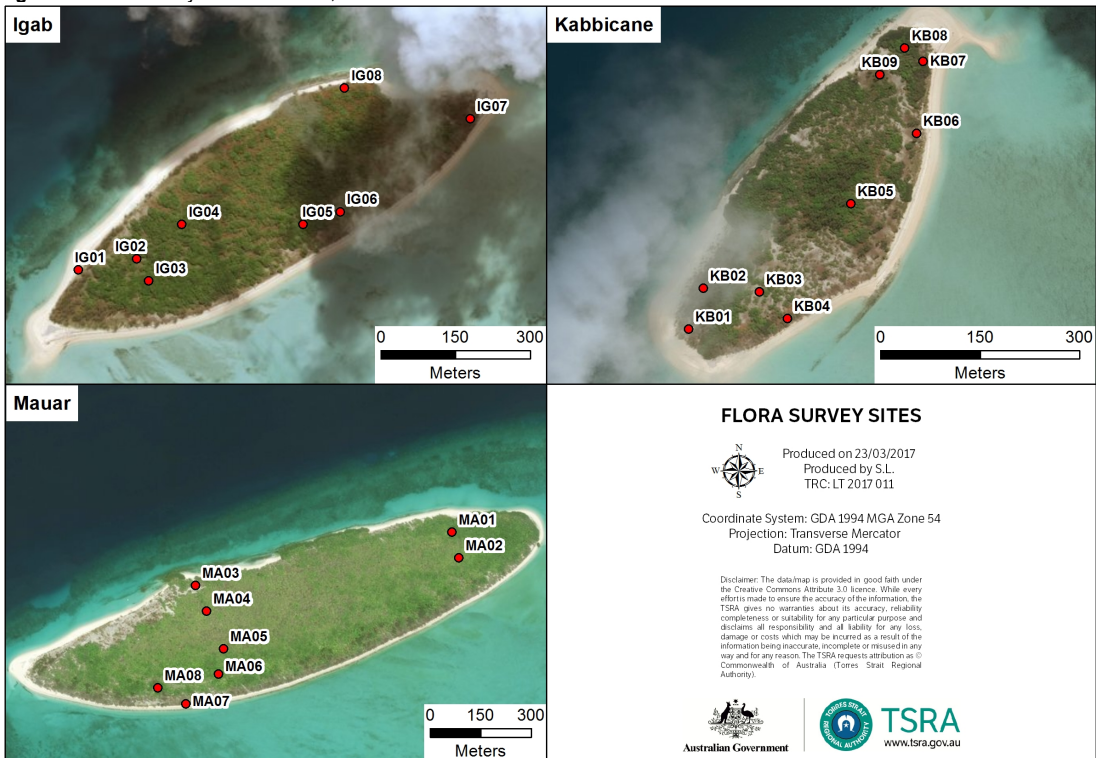 Igab
IG08
IG07
IG06
IG05
IG04
IG02
IG01
IG03
0 150 300
Meters
Kabbicane
KB08
KB07
KB09
KB06
KB05
KB02
KB03
KB04
KB01
0 150 300
Meters
Mauar
MA01
MA02
MA03
MA04
MA05
MA06
MA08
MA07
0 150 300
Meters
FLORA SURVEY SITES
N
W E
S
Produced on 23/03/2017
Produced by S.L.
TRC: LT 2017 011
Coordinate System: GDA 1994 MGA Zone 54
Projection: Transverse Mercator
Datum: GDA 1994
Disclaimer: The data/map is provided in good faith under
the Creative Commons Attribute 3.0 licence. While every
effort is made to ensure the accuracy of the information, the
TSRA gives no warranties about its accuracy, reliability
completeness or suitability for any particular purpose and
disclaims all responsibility and all liability for any loss,
damage or costs which may be incurred as a result of the
information being inaccurate, incomplete or misused in any
way and for any reason. The TSRA requests attribution as ©
Commonwealth of Australia (Torres Strait Regional
Authority).
Australian Government
TORRES STRAIT
REGIONAL AUTHORITY
TSRA
www.tsra.gov.au